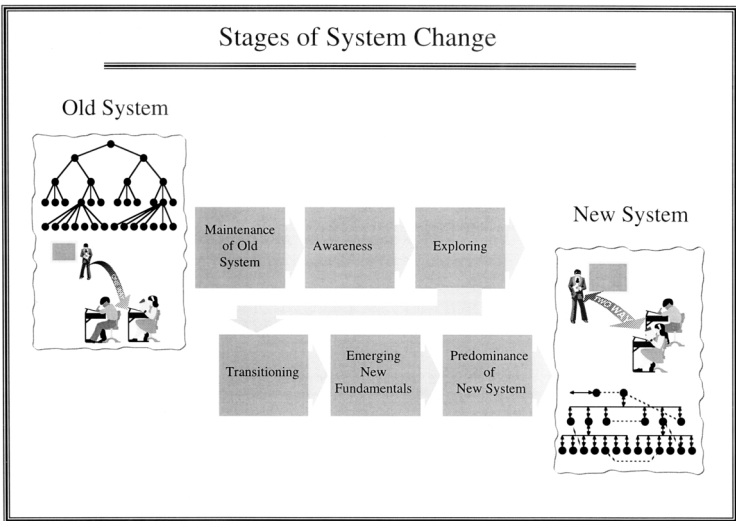 Stages of System Change
Old System
New System
Maintenance
of Old
System
Awareness
Exploring
TWO WAY
Transitioning
Emerging
New
Fundamentals
Predominance
of
New System